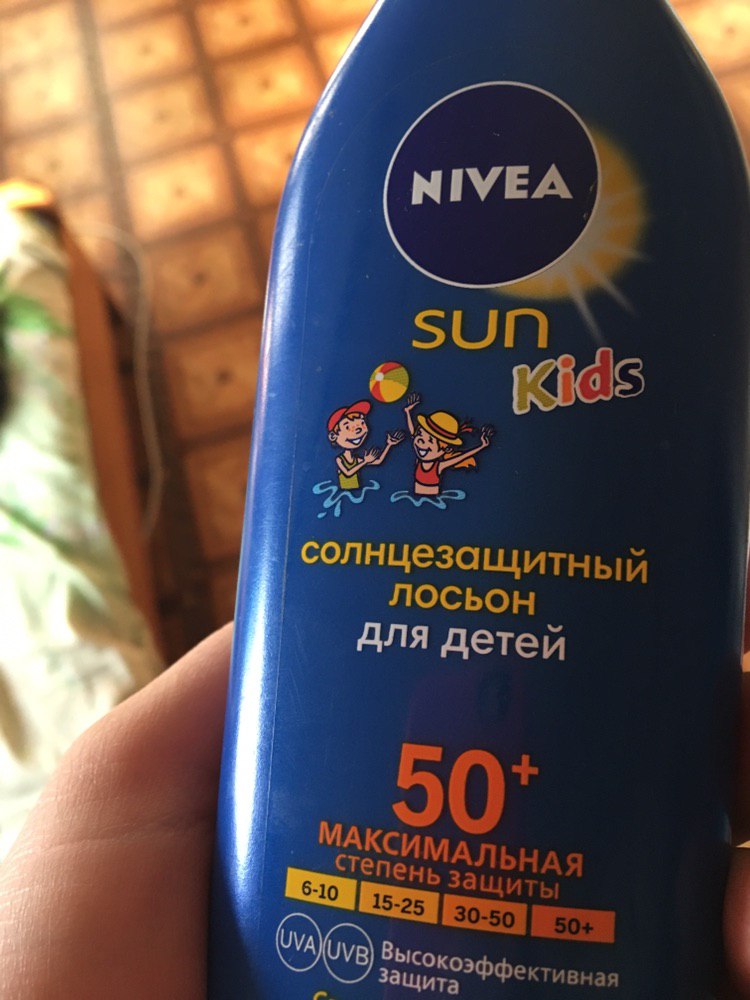 NIVEA
sun
Kids
солнцезащитный
лосьон
для детей
50+
МАКСИМАЛЬНАЯ
степень защиты
6-10 15-25 30-50 50+
UVA UVB Высокоэффективная
защита